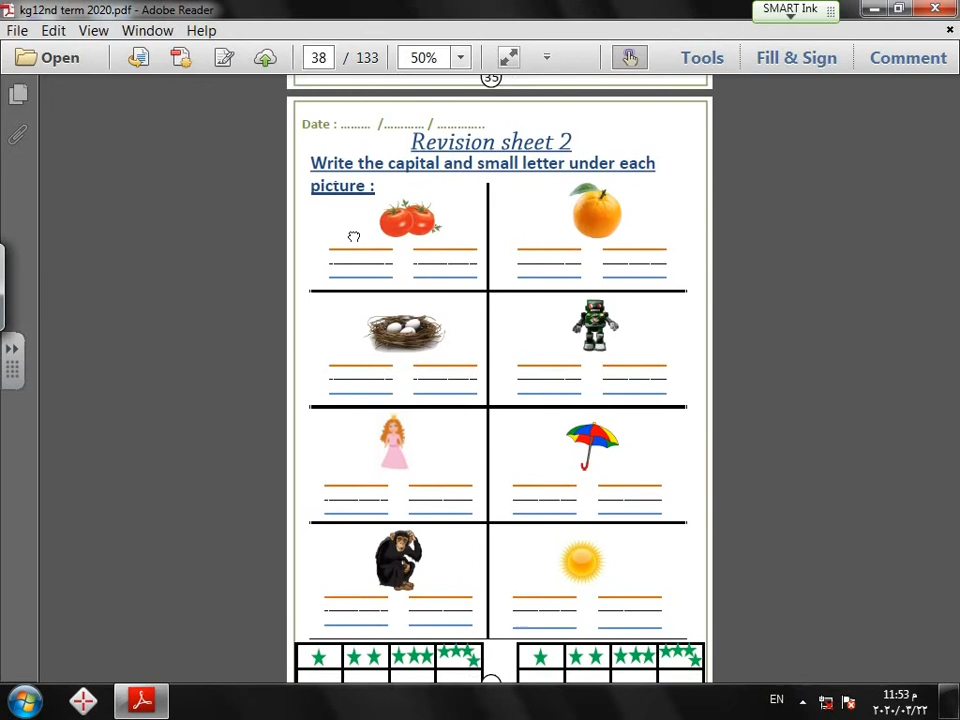 kg12nd term 2020.pdf - Adobe Reader
SMART Ink
File Edit View Window Help
Open
38 / 133
50%
Tools
Fill & Sign
Comment
35
Date : ......... /............ / ..............
Revision sheet 2
Write the capital and small letter under each
picture :
EN
11:53 م
٢٠٢٠/٠٣/٢٢